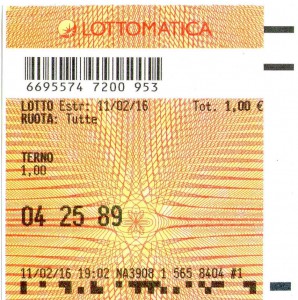 LOTTOMATICA
6695574 7200 953
LOTTO Estr: 11/02/16 Tot. 1,00 €
RUOTA: Tutte
TERNO
1,00
04 25 89
11/02/16 19:02 NA3908 1 565 8404 #1